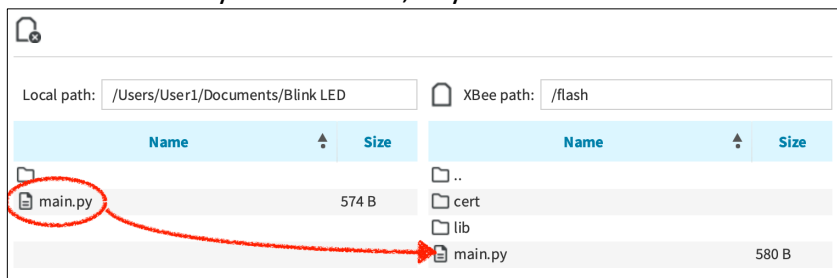 Local path: /Users/User1/Documents/Blink LED XBee path: /flash
Name Size Name Size
..
main.py 574 B cert
lib
main.py 580 B